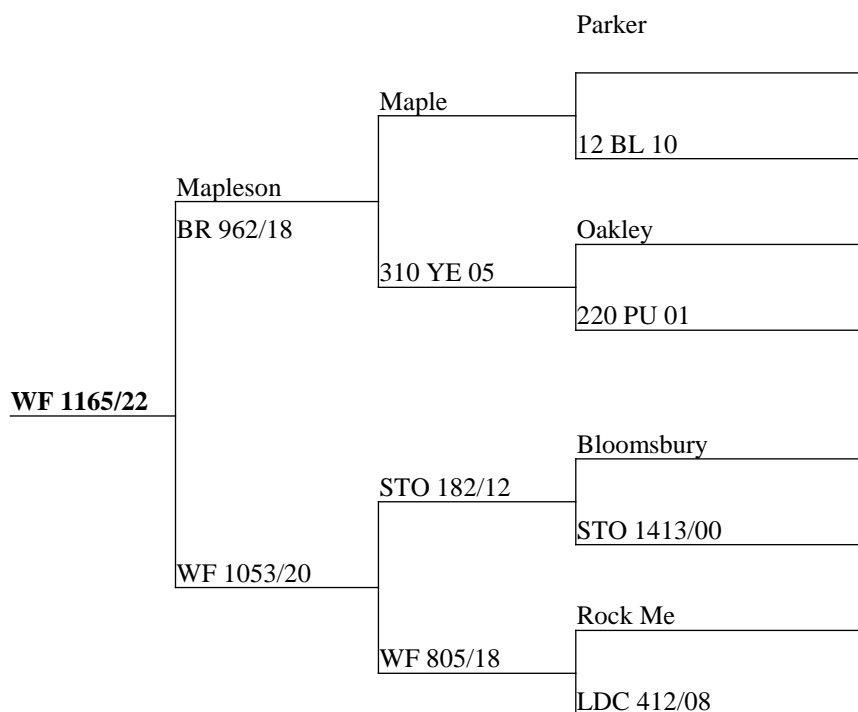 Parker
Maple
12 BL 10
Mapleson
BR 962/18
Oakley
310 YE 05
220 PU 01
WF 1165/22
Bloomsbury
STO 182/12
STO 1413/00
WF 1053/20
Rock Me
WF 805/18
LDC 412/08